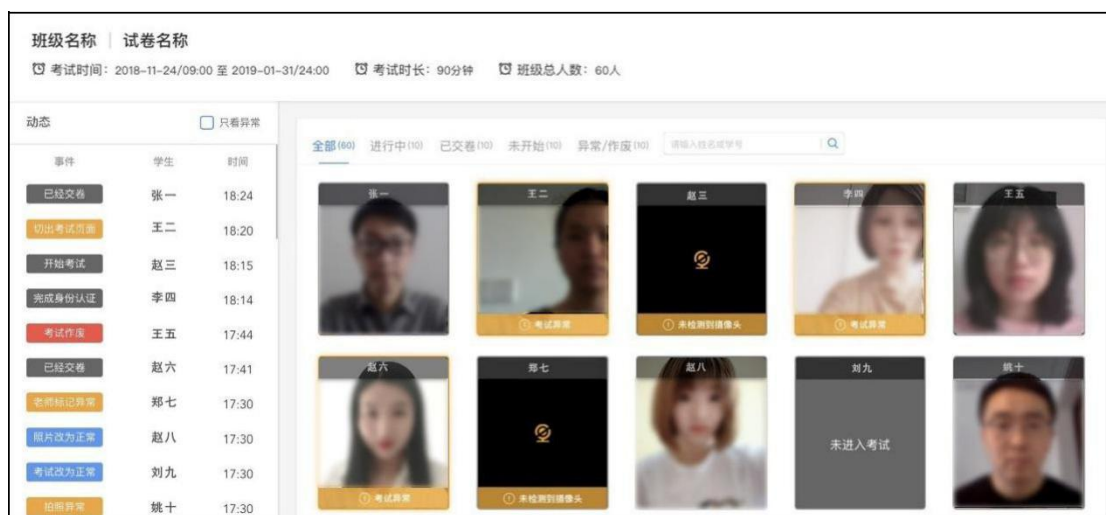 班级名称 | 试卷名称
考试时间：2018-11-24/09:00 至 2019-01-31/24:00 考试时长：90分钟 班级总人数：60人
动态 只看异常
全部(60) 进行中(10) 已交卷(10) 未开始(10) 异常/作废(10) 请输入姓名或学号
事件 学生 时间
已经交卷 张一 18:24
切出考试页面 王二 18:20
开始考试 赵三 18:15
完成身份认证 李四 18:14
考试作废 王五 17:44
已经交卷 赵六 17:41
老师标记异常 郑七 17:30
照片改为正常 赵八 17:30
考试改为正常 刘九 17:30
拍照异常 姚十 17:30
张一 王二 赵三 李四 王五
考试异常 未检测到摄像头 考试异常
赵六 郑七 赵八 刘九 姚十
未进入考试
考试异常 未检测到摄像头